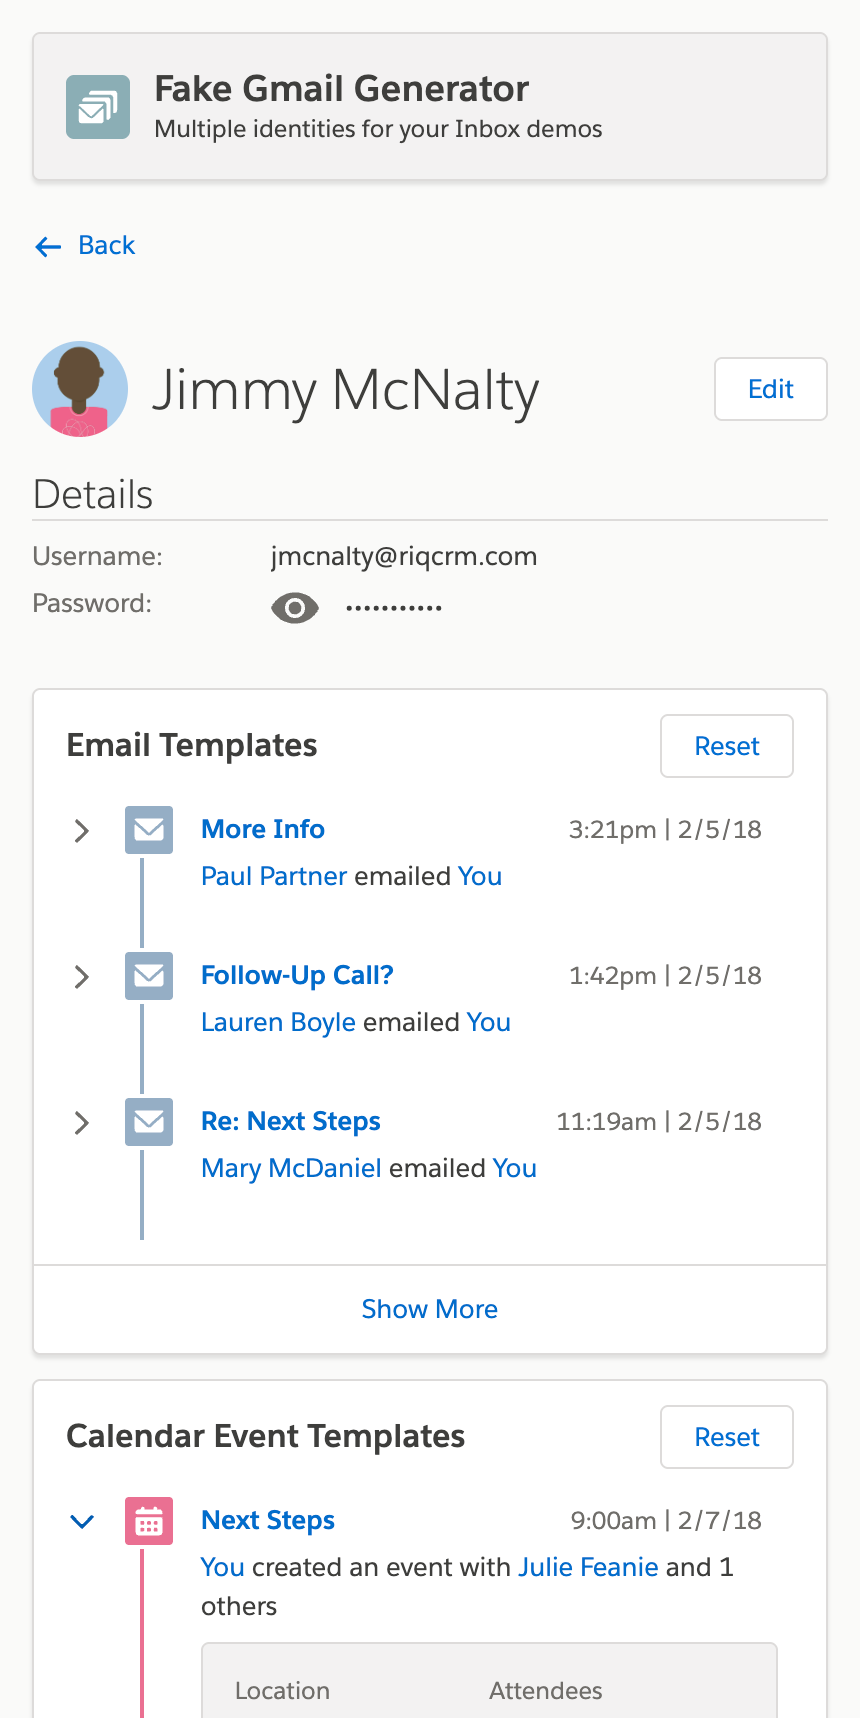 Fake Gmail Generator
Multiple identities for your Inbox demos
Back
Jimmy McNalty
Edit
Details
Username: jmcnalty@riqcrm.com
Password: •••••••••••
Email Templates
Reset
More Info 3:21pm | 2/5/18
Paul Partner emailed You
Follow-Up Call? 1:42pm | 2/5/18
Lauren Boyle emailed You
Re: Next Steps 11:19am | 2/5/18
Mary McDaniel emailed You
Show More
Calendar Event Templates
Reset
Next Steps 9:00am | 2/7/18
You created an event with Julie Feanie and 1
others
Location Attendees